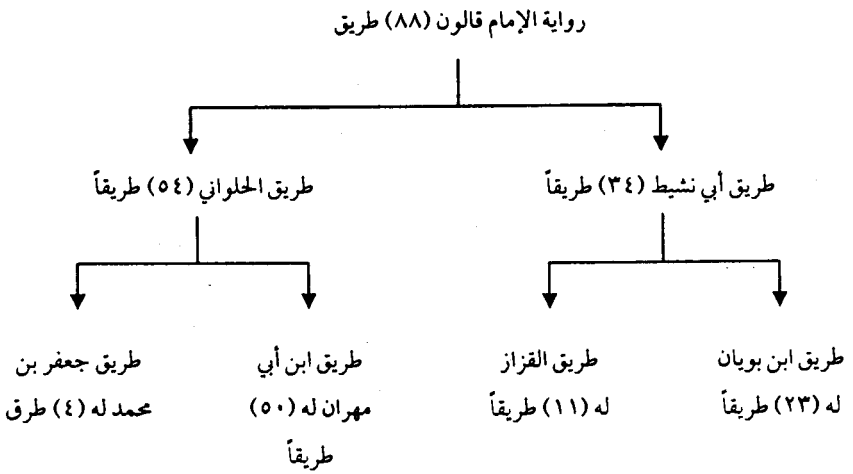 رواية الإمام قالون (٨٨) طريق
طريق أبي نشيط (٣٤) طريقاً
طريق الحلواني (٥٤) طريقاً
طريق ابن بويان
له (٢٣) طريقاً
طريق القزاز
له (١١) طريقاً
طريق ابن أبي
مهران له (٥٠)
طريقاً
طريق جعفر بن
محمد له (٤) طرق